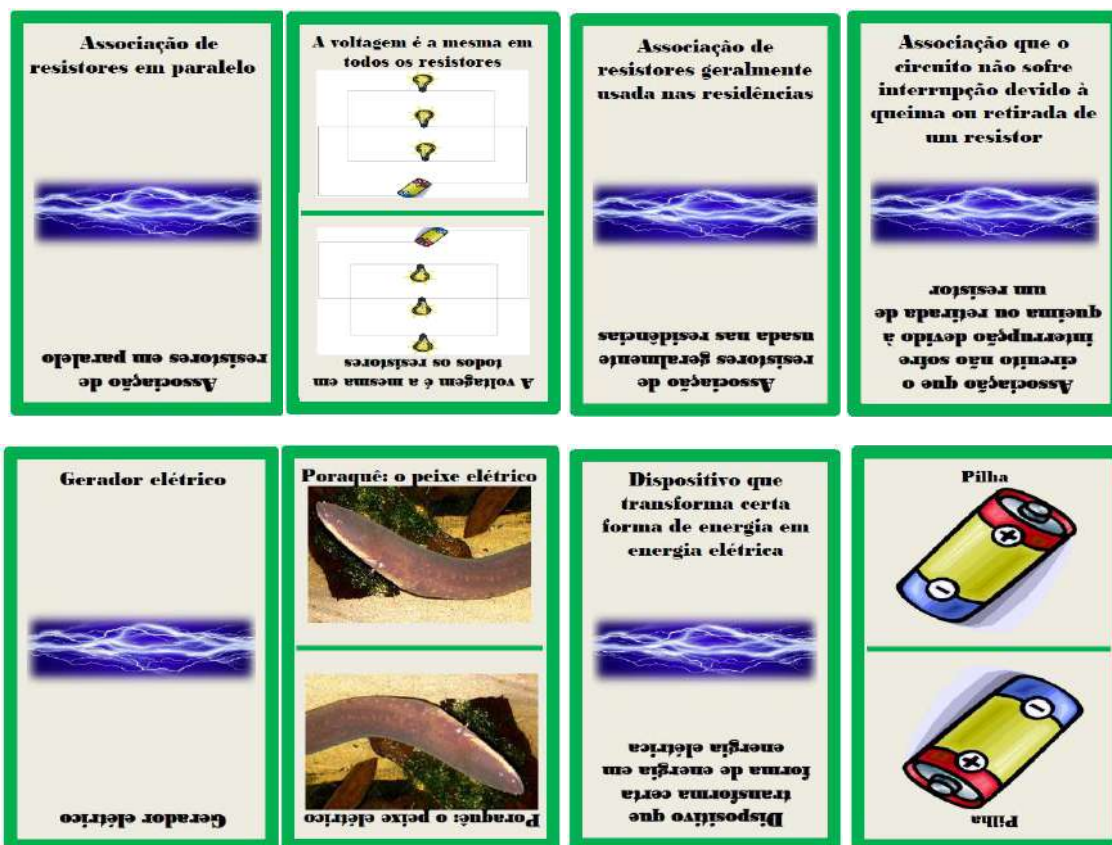 Associação de
resistores em paralelo
Associação de
resistores em paralelo
A voltagem é a mesma em
todos os resistores
A voltagem é a mesma em
todos os resistores
Associação de
resistores geralmente
usada nas residências
Associação de
resistores geralmente
usada nas residências
Associação que o
circuito não sofre
interrupção devido à
queima ou retirada de
um resistor
Associação que o
circuito não sofre
interrupção devido à
queima ou retirada de
um resistor
Gerador elétrico
Gerador elétrico
Poraquê: o peixe elétrico
Poraquê: o peixe elétrico
Dispositivo que
transforma certa
forma de energia em
energia elétrica
Dispositivo que
transforma certa
forma de energia em
energia elétrica
Pilha
+
-
Pilha
+
-